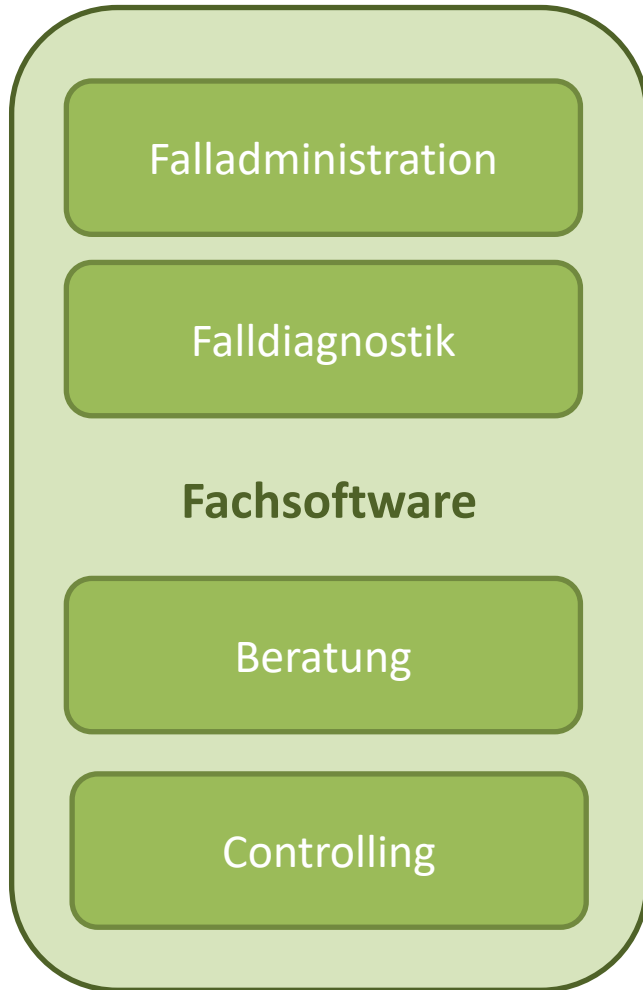 Falladministration
Falldiagnostik
Fachsoftware
Beratung
Controlling